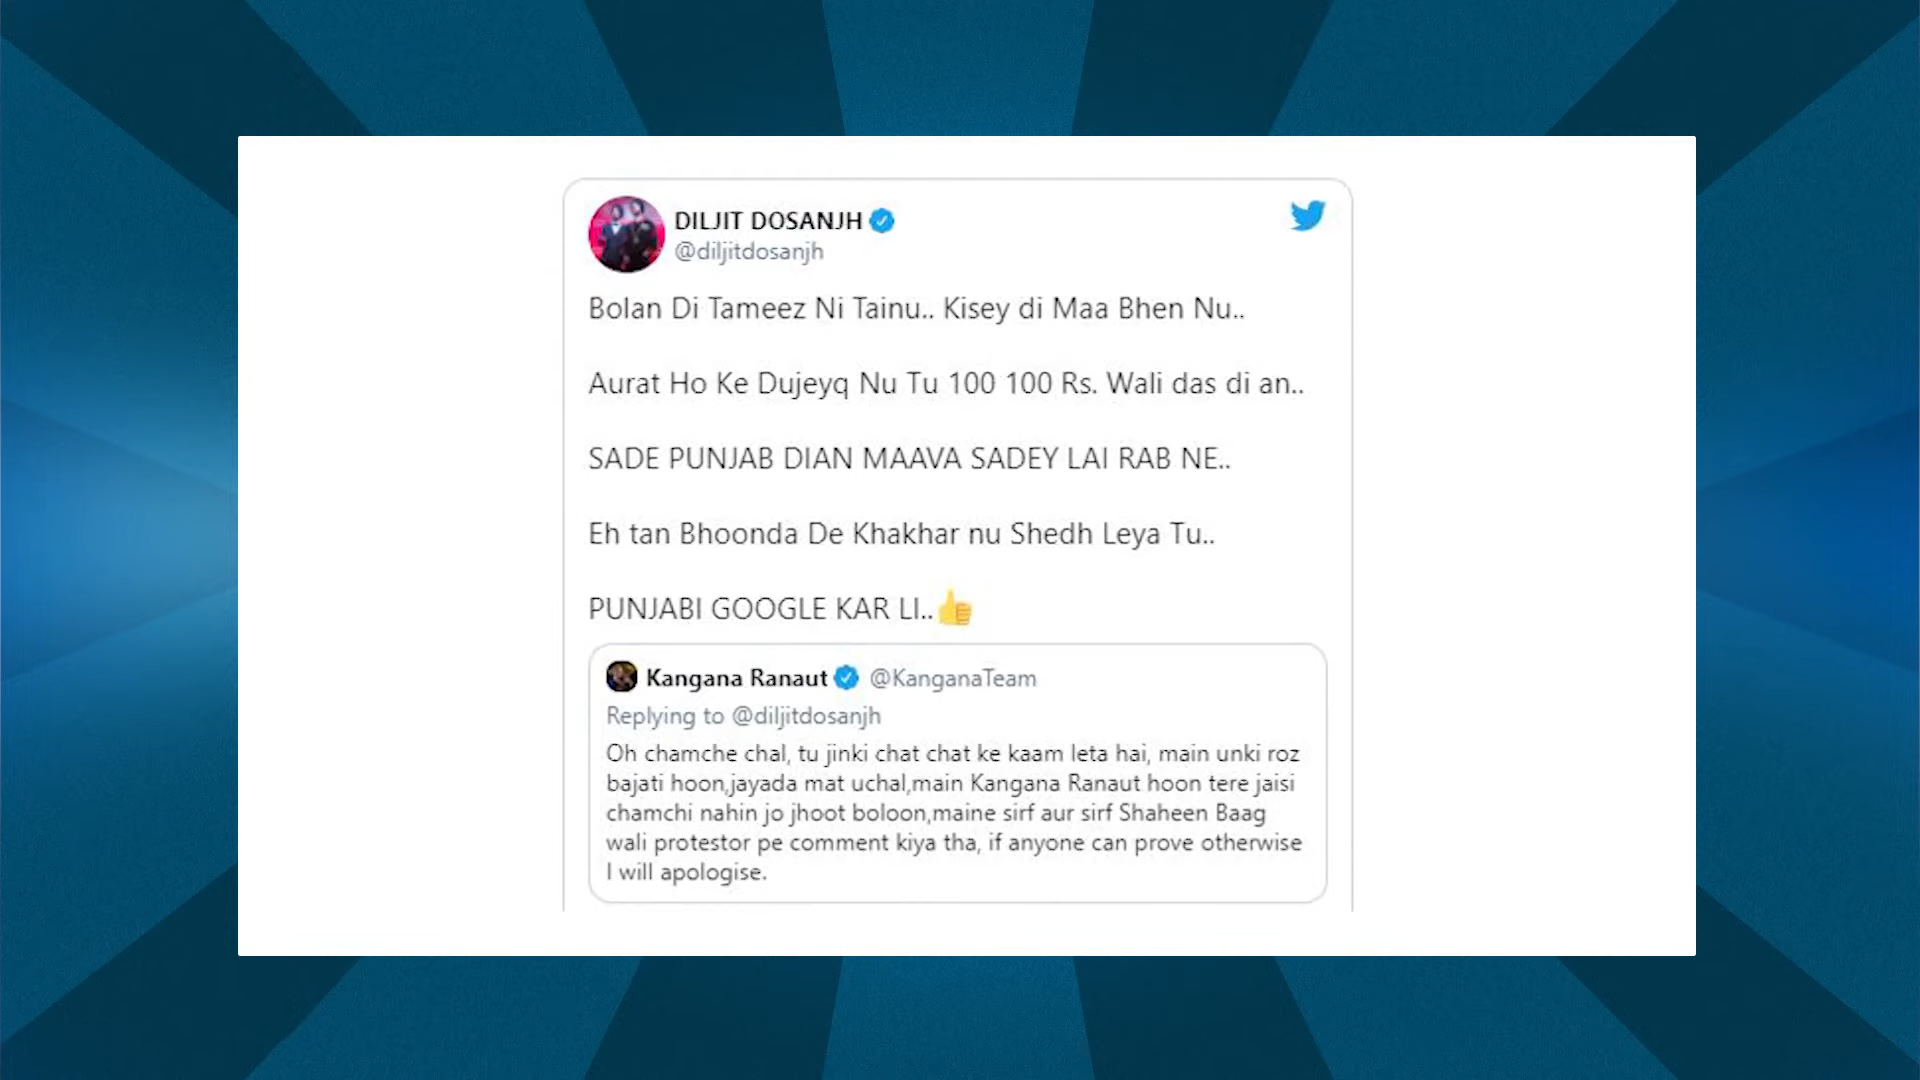 DILJIT DOSANJH
@diljitdosanjh
Bolan Di Tameez Ni Tainu.. Kisey di Maa Bhen Nu..
Aurat Ho Ke Dujeyq Nu Tu 100 100 Rs. Wali das di an..
SADE PUNJAB DIAN MAAVA SADEY LAI RAB NE..
Eh tan Bhoonda De Khakhar nu Shedh Leya Tu..
PUNJABI GOOGLE KAR LI..👍
Kangana Ranaut @KanganaTeam
Replying to @diljitdosanjh
Oh chamche chal, tu jinki chat chat ke kaam leta hai, main unki roz
bajati hoon,jayada mat uchal,main Kangana Ranaut hoon tere jaisi
chamchi nahin jo jhoot boloon,maine sirf aur sirf Shaheen Baag
wali protestor pe comment kiya tha, if anyone can prove otherwise
I will apologise.